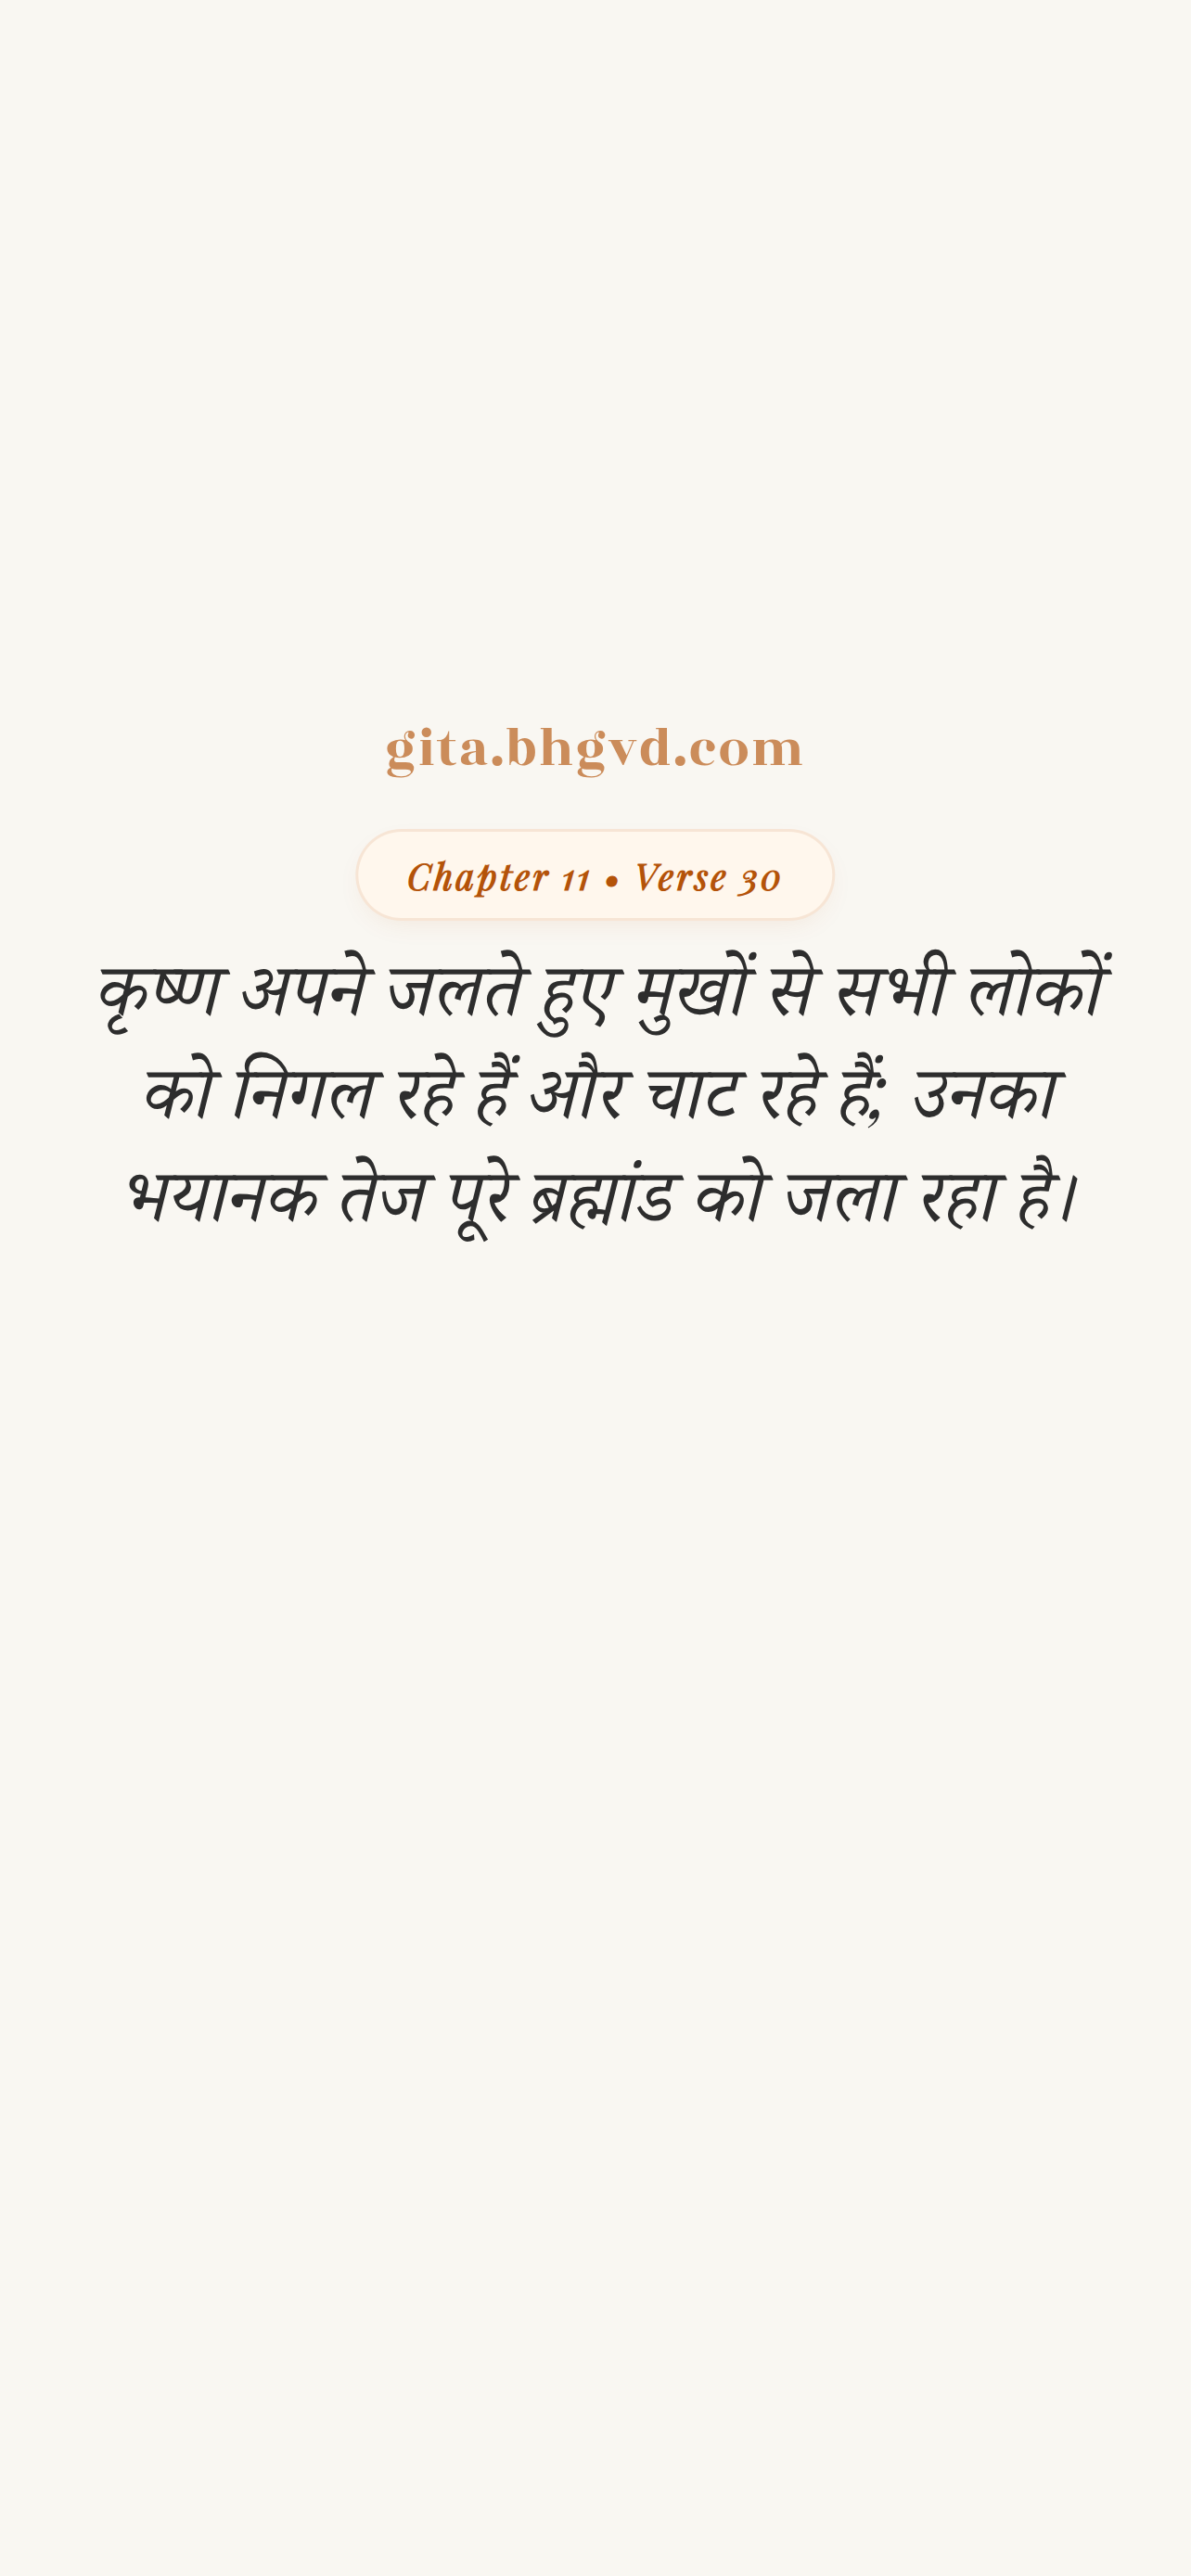 gita.bhgvd.com
Chapter 11 • Verse 30
कृष्ण अपने जलते हुए मुखों से सभी लोकों
को निगल रहे हैं और चाट रहे हैं; उनका
भयानक तेज पूरे ब्रह्मांड को जला रहा है।